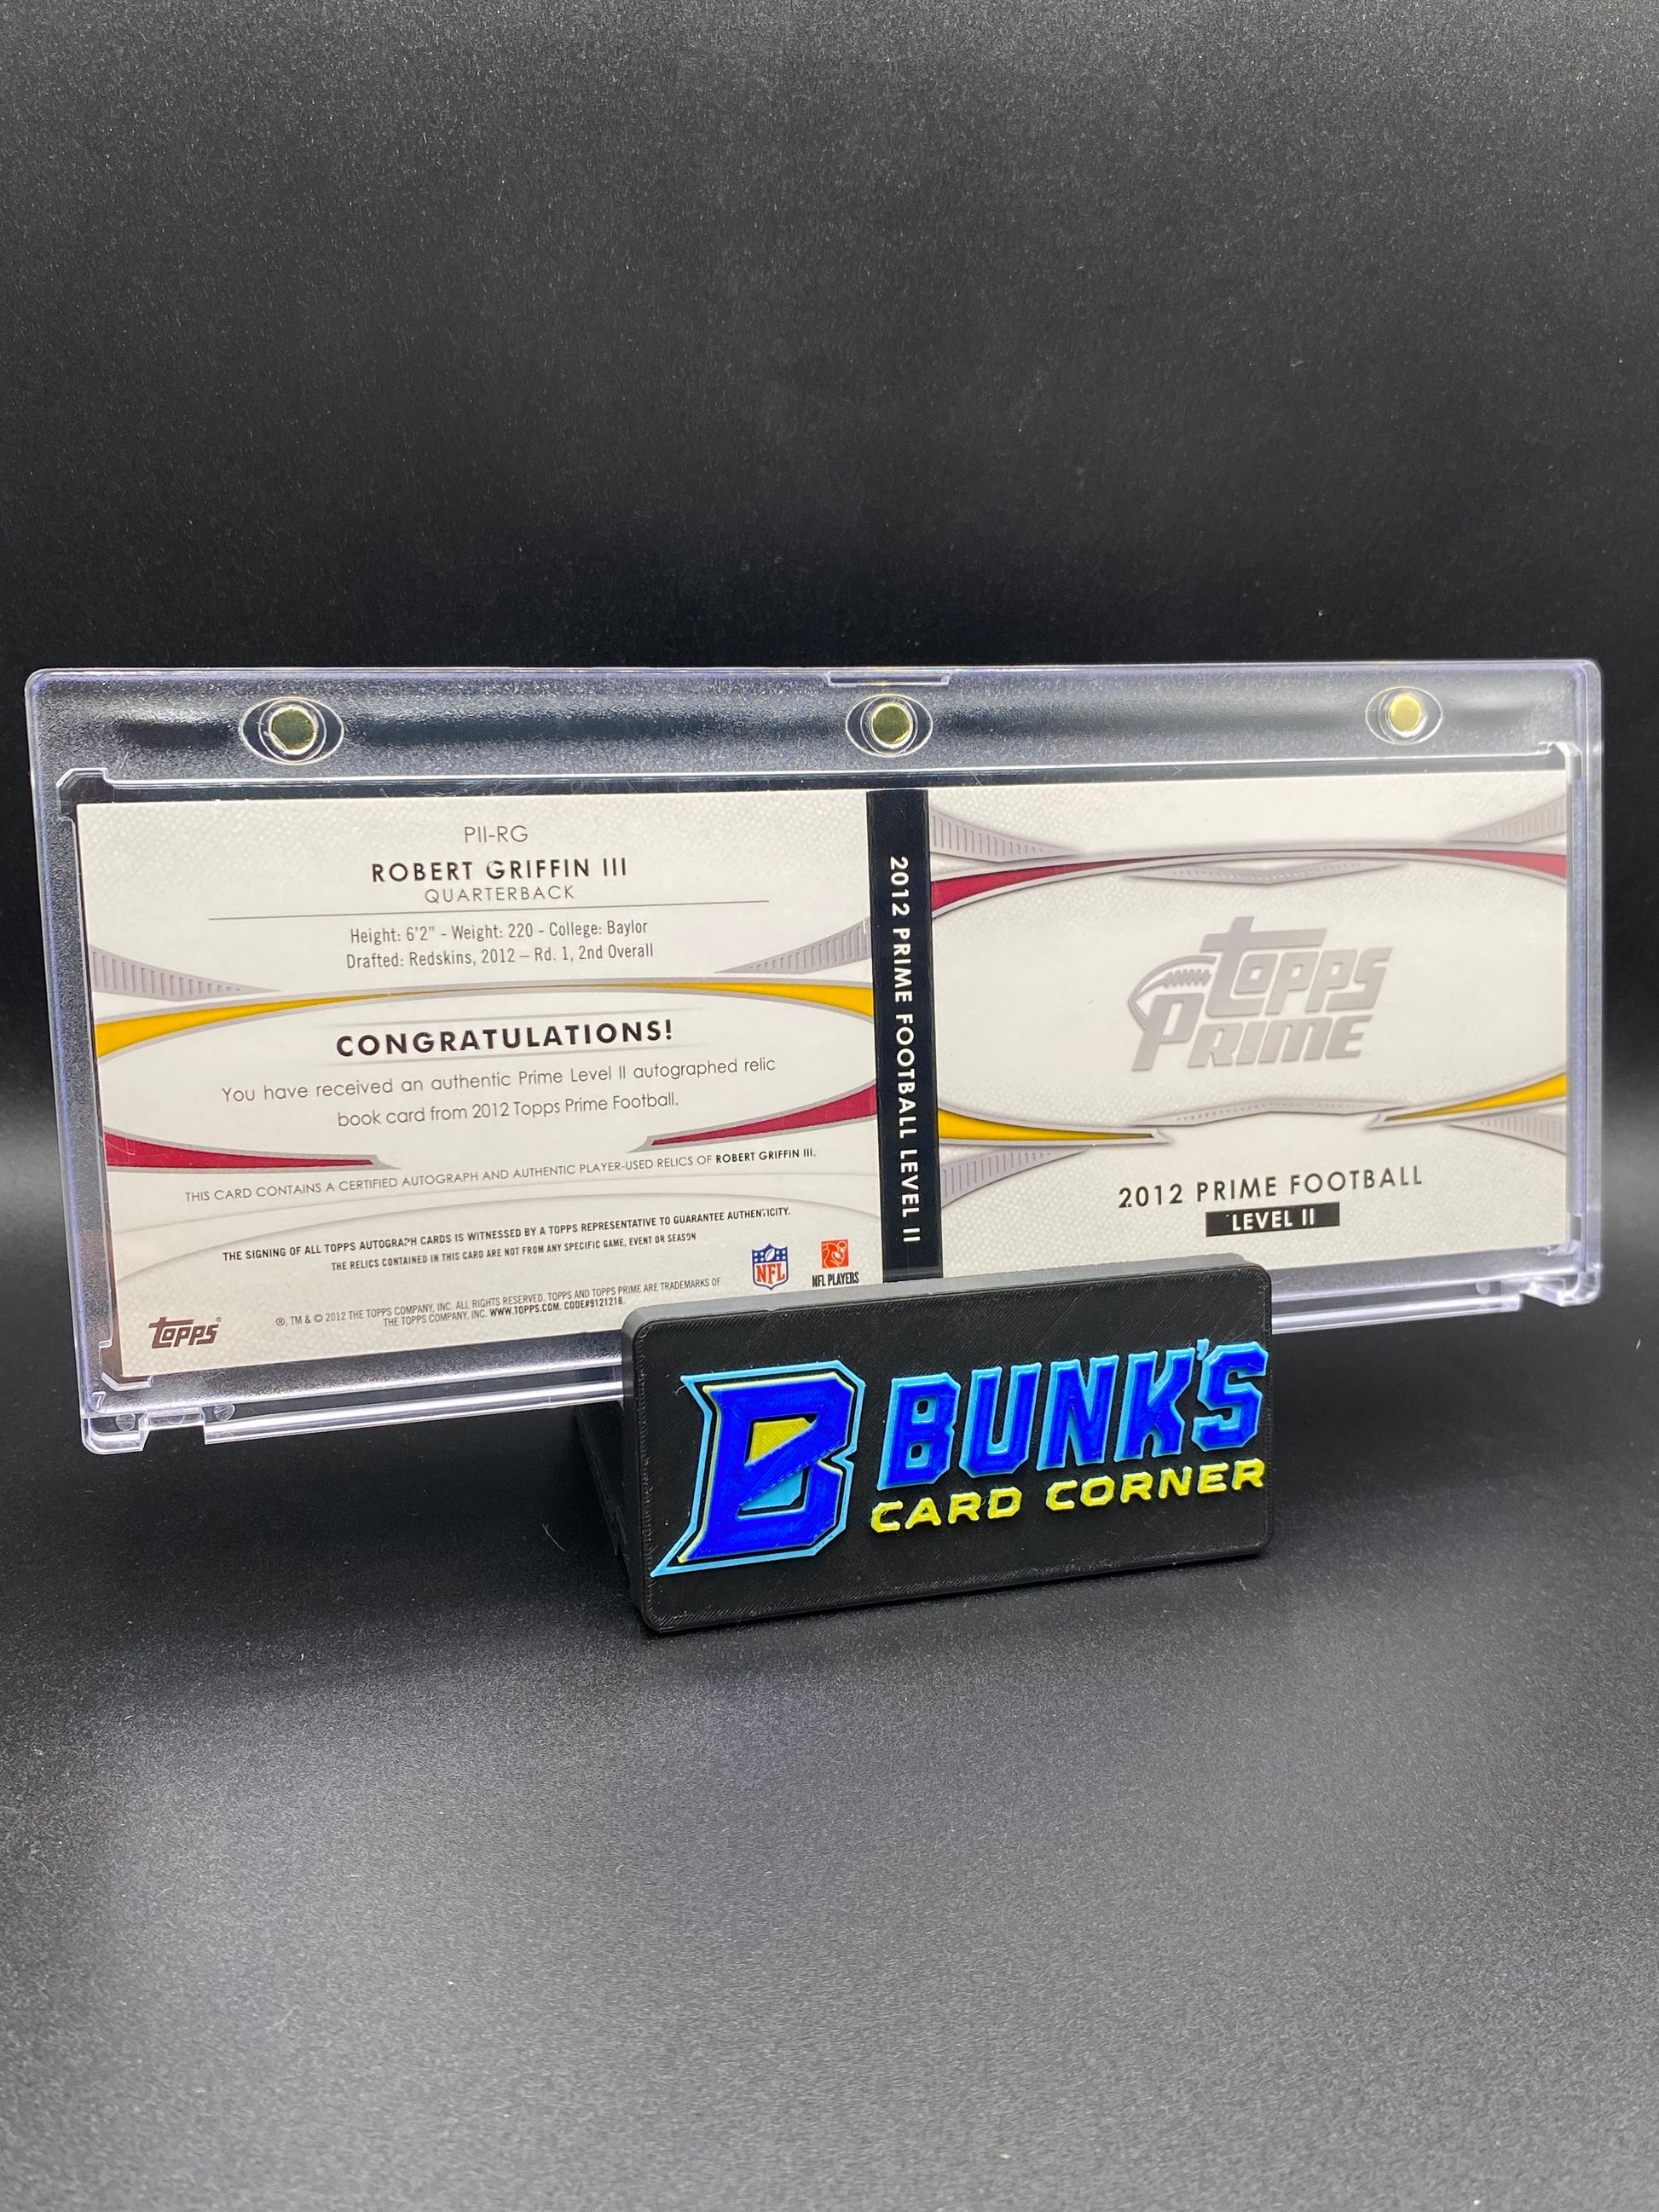 PII-RG
ROBERT GRIFFIN III
QUARTERBACK
Height: 6'2" - Weight: 220 - College: Baylor
Drafted: Redskins, 2012 – Rd. 1, 2nd Overall
CONGRATULATIONS!
You have received an authentic Prime Level II autographed relic
book card from 2012 Topps Prime Football.
THIS CARD CONTAINS A CERTIFIED AUTOGRAPH AND AUTHENTIC PLAYER-USED RELICS OF ROBERT GRIFFIN III.
THE SIGNING OF ALL TOPPS AUTOGRAPH CARDS IS WITNESSED BY A TOPPS REPRESENTATIVE TO GUARANTEE AUTHENTICITY.
THE RELICS CONTAINED IN THIS CARD ARE NOT FROM ANY SPECIFIC GAME, EVENT OR SEASON
NFL
NFL PLAYERS
TOPPS®
®, TM & © 2012 THE TOPPS COMPANY, INC. ALL RIGHTS RESERVED. TOPPS AND TOPPS PRIME ARE TRADEMARKS OF
THE TOPPS COMPANY, INC. WWW.TOPPS.COM. CODE#9121218.
2012 PRIME FOOTBALL LEVEL II
TOPPS
PRIME
2012 PRIME FOOTBALL
LEVEL II
B
BUNK'S
CARD CORNER